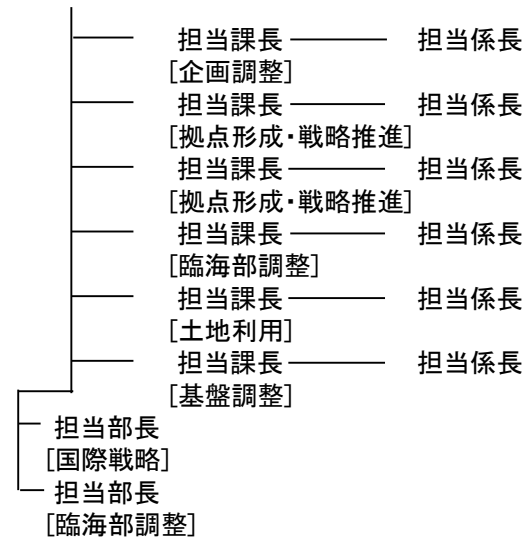 担当課長 担当係長
[企画調整]
担当課長 担当係長
[拠点形成・戦略推進]
担当課長 担当係長
[拠点形成・戦略推進]
担当課長 担当係長
[臨海部調整]
担当課長 担当係長
[土地利用]
担当課長 担当係長
[基盤調整]
担当部長
[国際戦略]
担当部長
[臨海部調整]